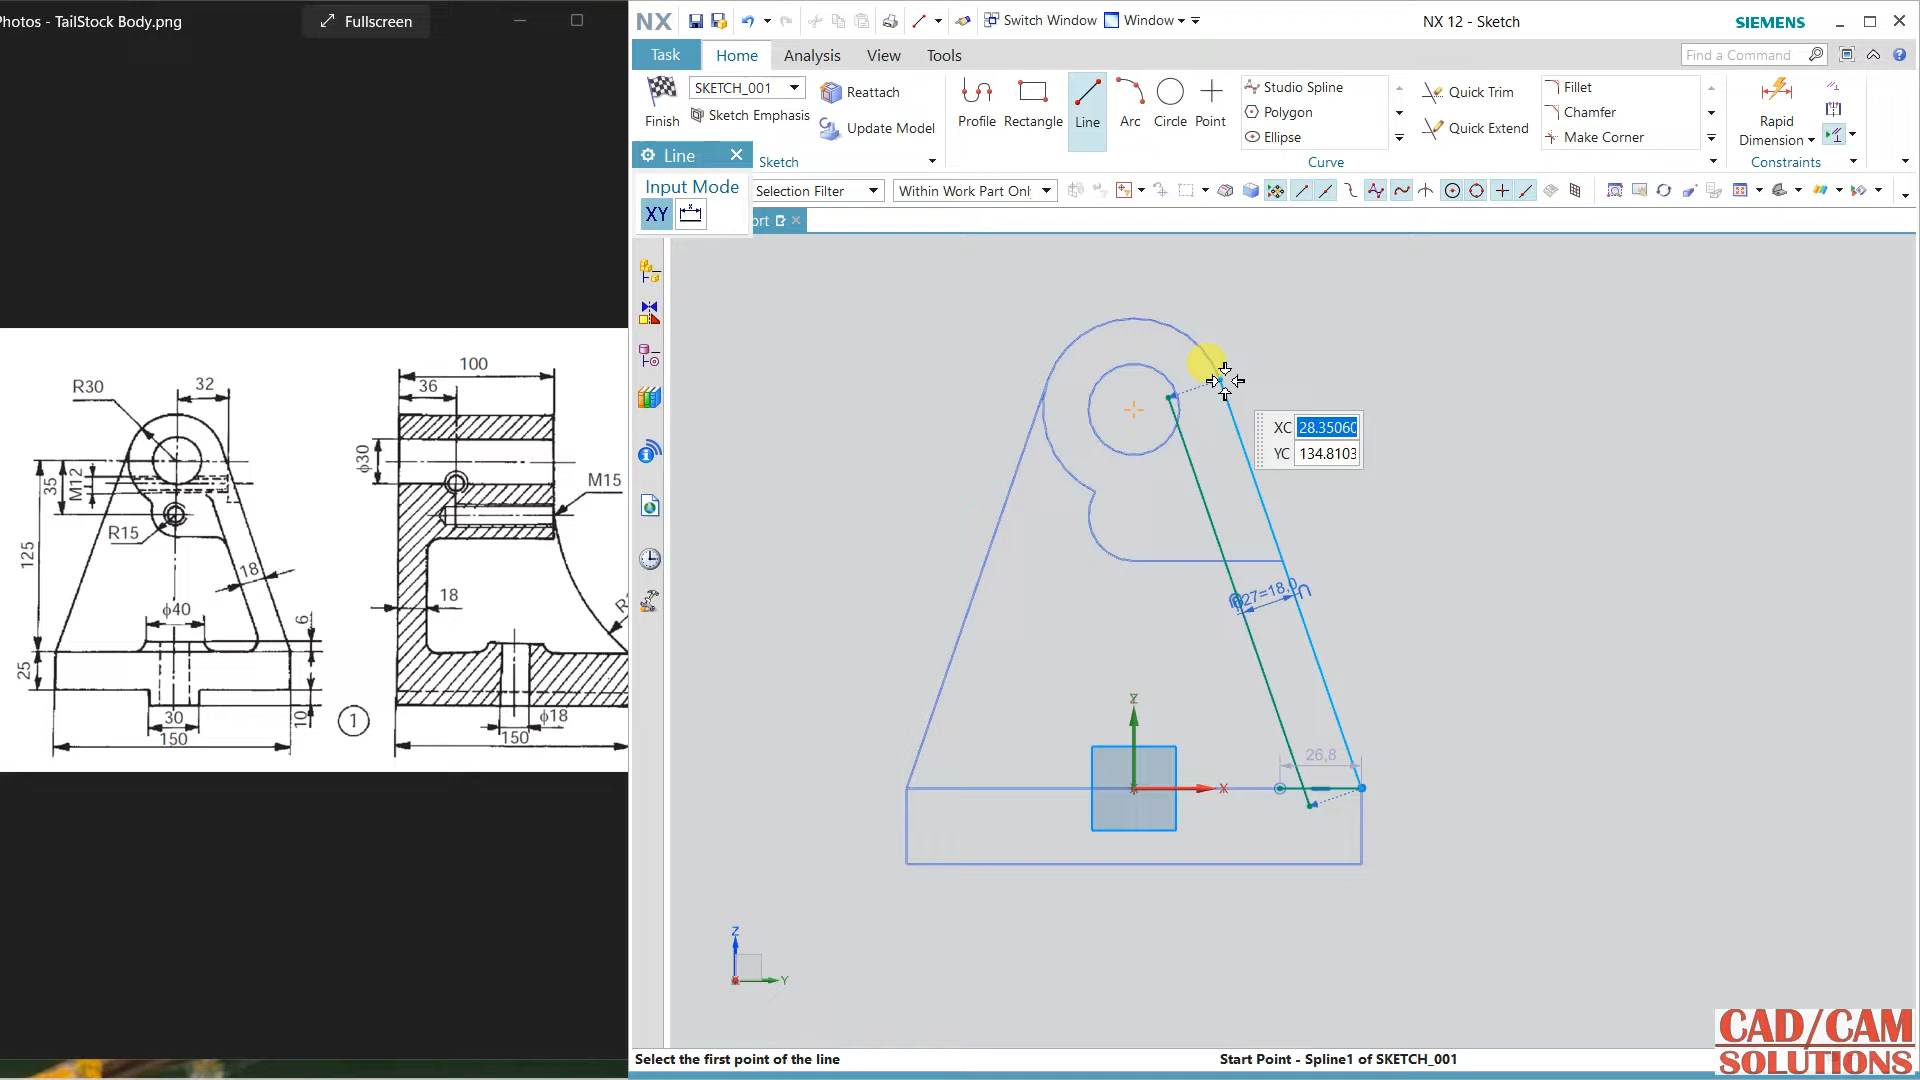 Photos - TailStock Body.png
Fullscreen
R30
32
35
M12
R15
125
18
ϕ40
6
25
30
10
150
1
100
36
ϕ30
M15
18
R
ϕ18
150
NX
Switch Window
Window
NX 12 - Sketch
SIEMENS
Task
Home
Analysis
View
Tools
Find a Command
Finish
SKETCH_001
Sketch Emphasis
Reattach
Update Model
Sketch
Profile
Rectangle
Line
Arc
Circle
Point
Studio Spline
Polygon
Ellipse
Quick Trim
Quick Extend
Fillet
Chamfer
Make Corner
Curve
Rapid
Dimension
Constraints
Line
Input Mode
XY
Selection Filter
Within Work Part Onl
ort
XC 28.35060
YC 134.8103
27=18,0
26,8
Z
X
Z
Y
Select the first point of the line
Start Point - Spline1 of SKETCH_001
CAD/CAM
SOLUTIONS